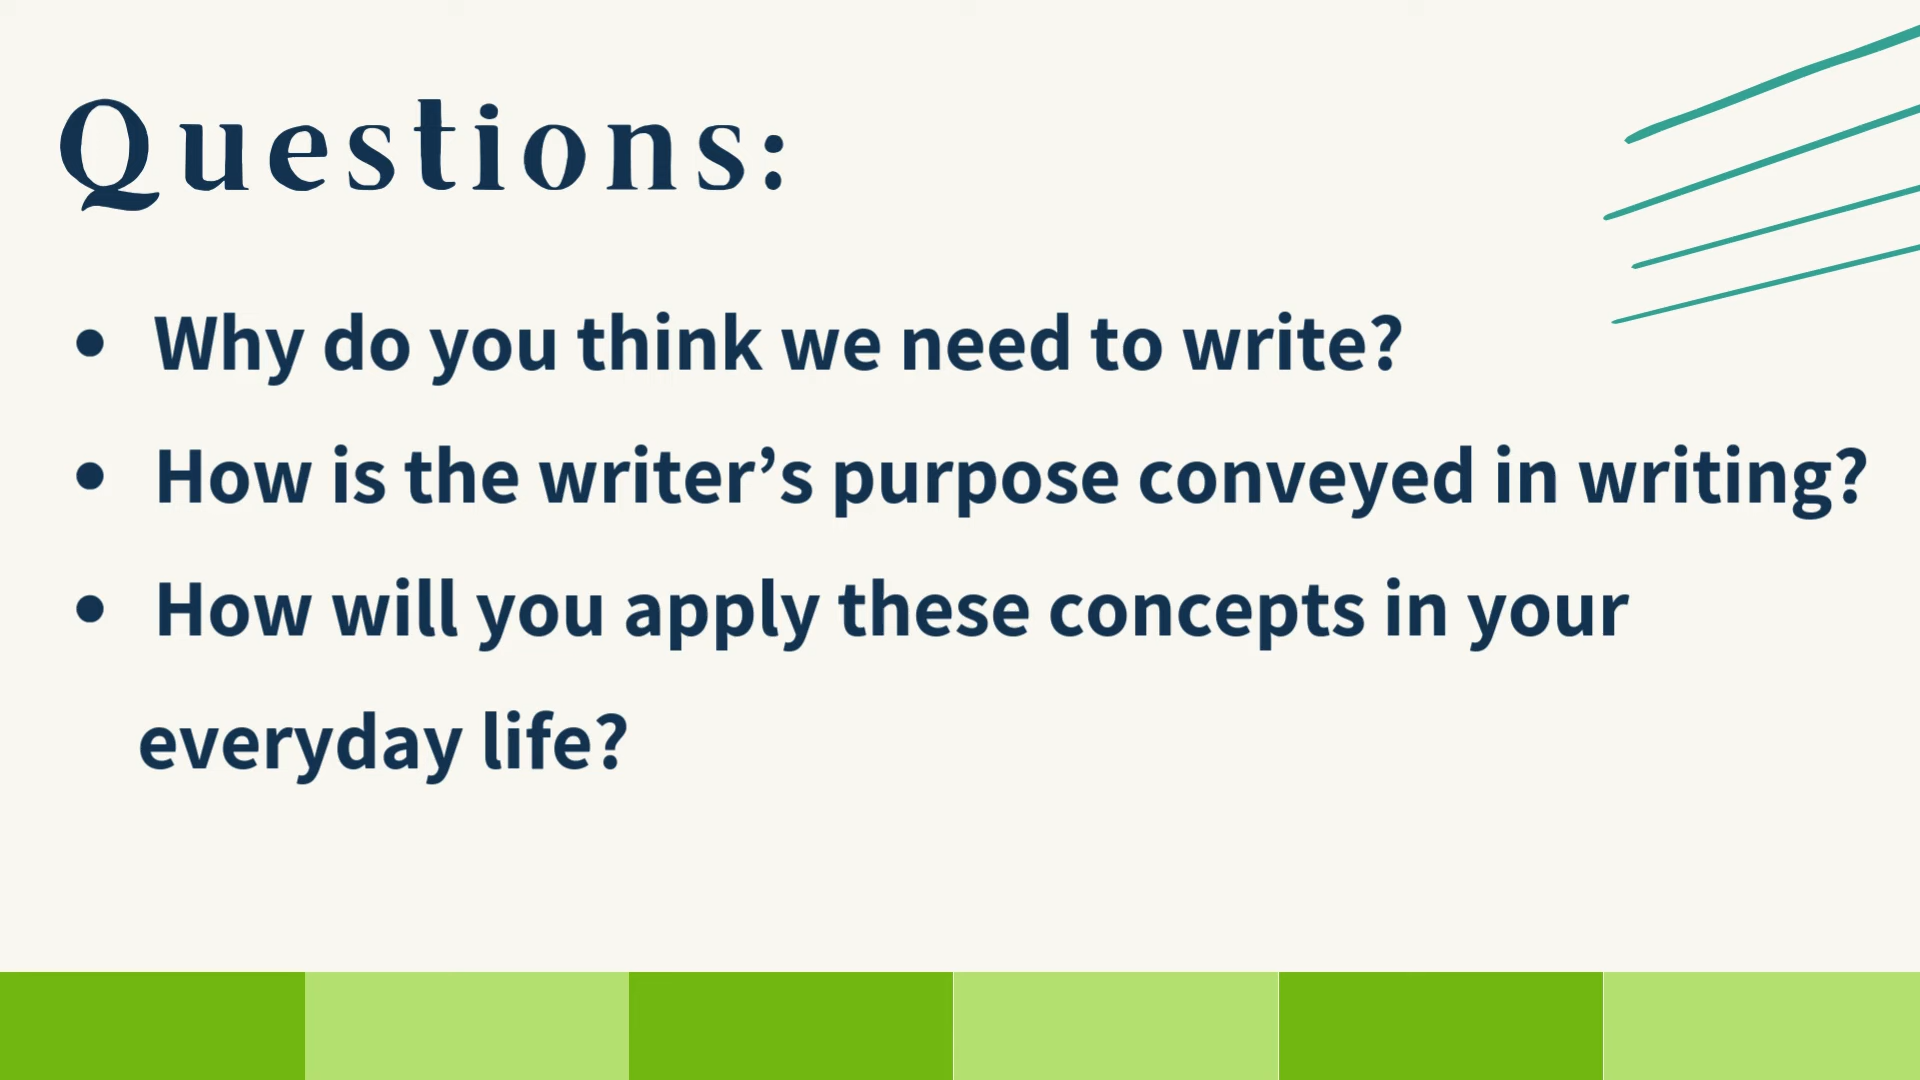 Questions:
• Why do you think we need to write?
• How is the writer’s purpose conveyed in writing?
• How will you apply these concepts in your
everyday life?